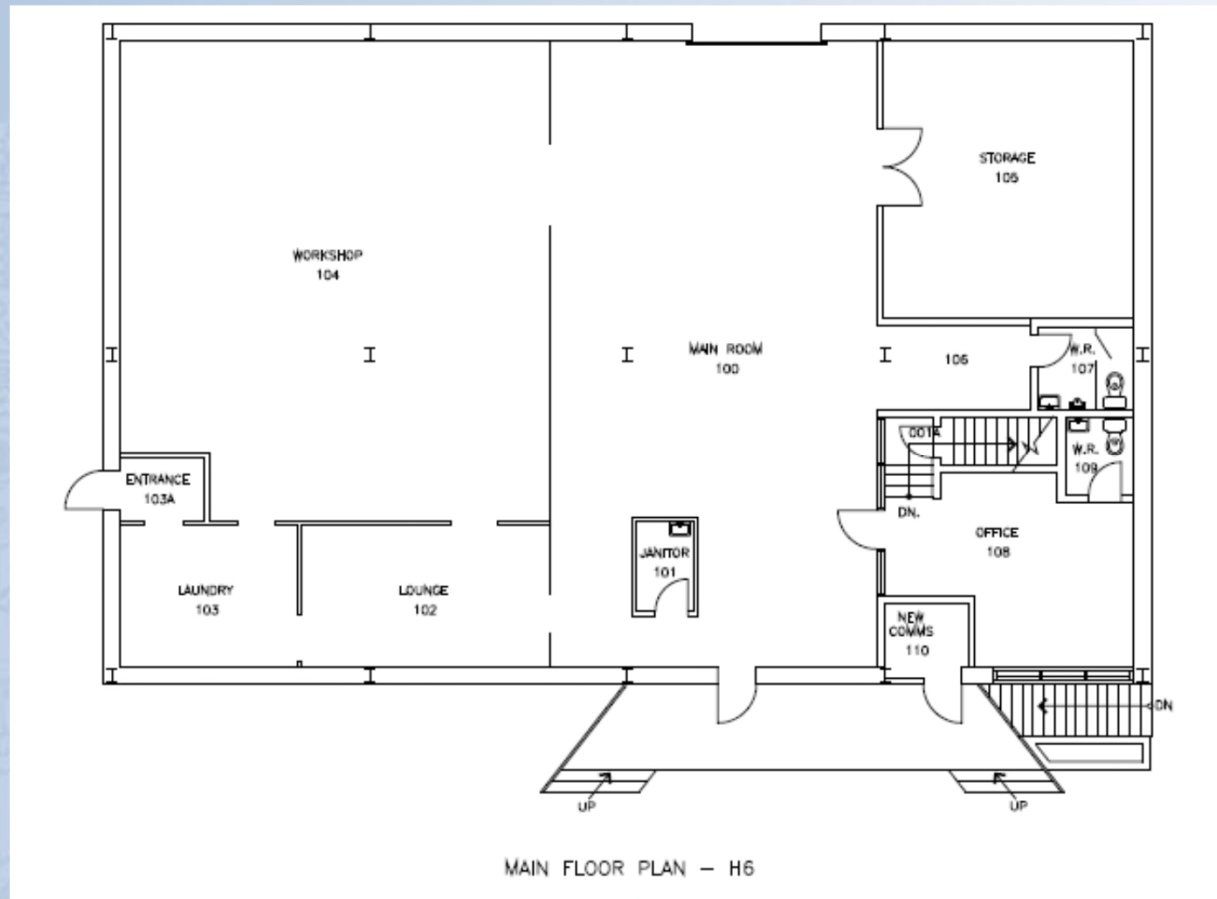 STORAGE
105
WORKSHOP
104
MAIN ROOM
100
106
W.R.
107
001A
W.R.
109
ENTRANCE
103A
DN.
OFFICE
108
JANITOR
101
LAUNDRY
103
LOUNGE
102
NEW
COMMS
110
DN
UP
UP
MAIN FLOOR PLAN – H6